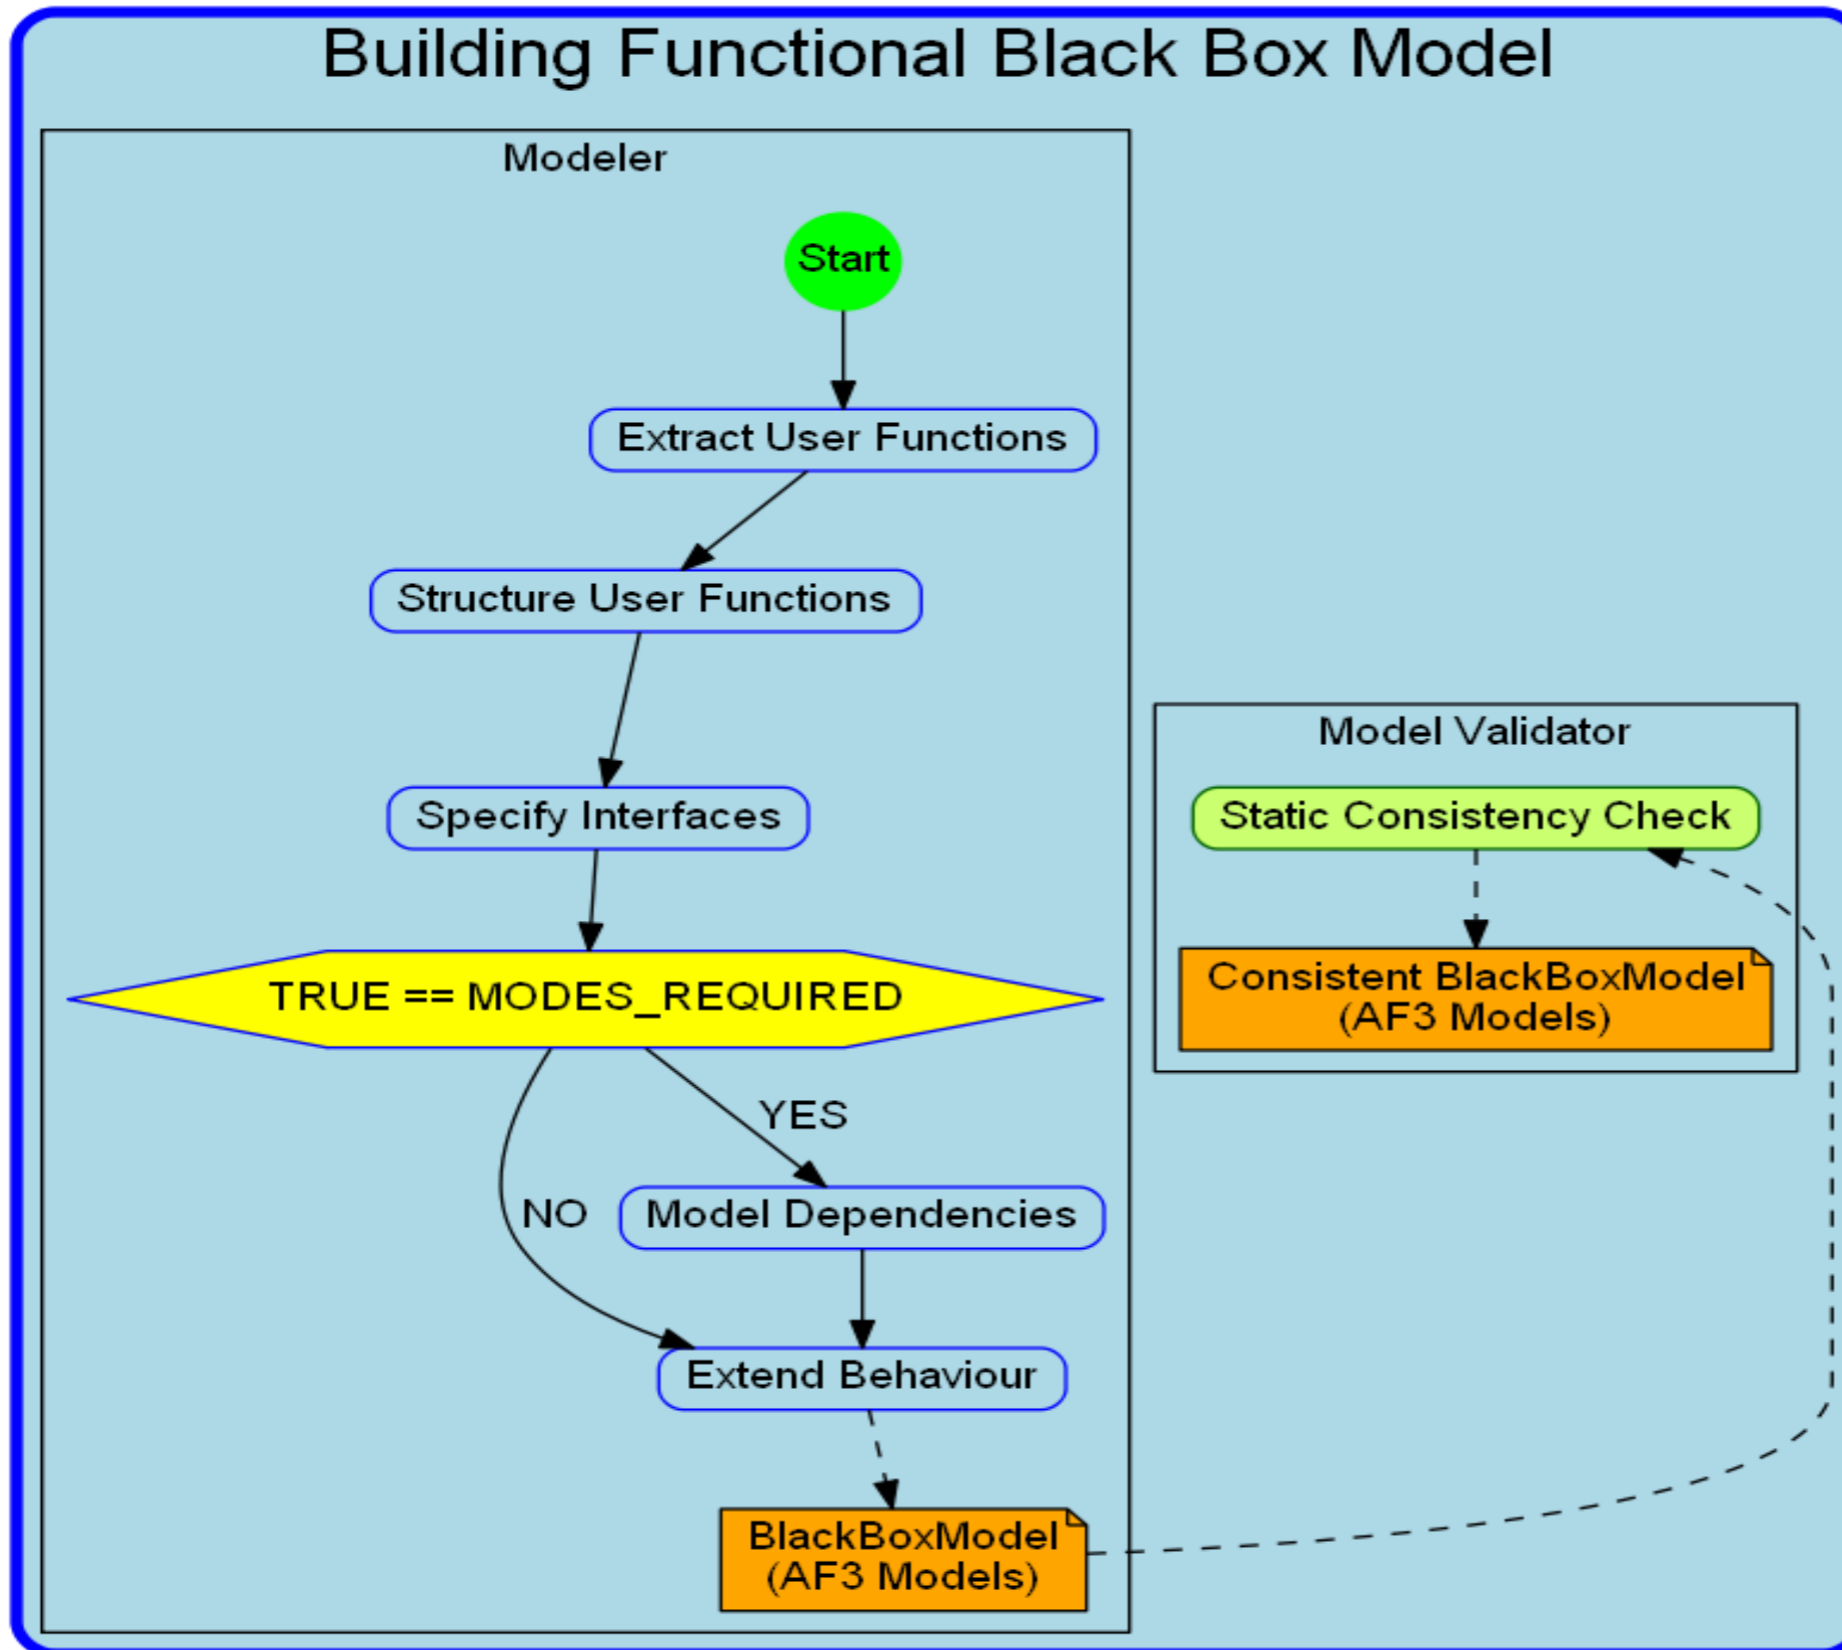 Building Functional Black Box Model
Modeler
Start
Extract User Functions
Structure User Functions
Specify Interfaces
TRUE == MODES_REQUIRED
YES
NO
Model Dependencies
Extend Behaviour
BlackBoxModel
(AF3 Models)
Model Validator
Static Consistency Check
Consistent BlackBoxModel
(AF3 Models)